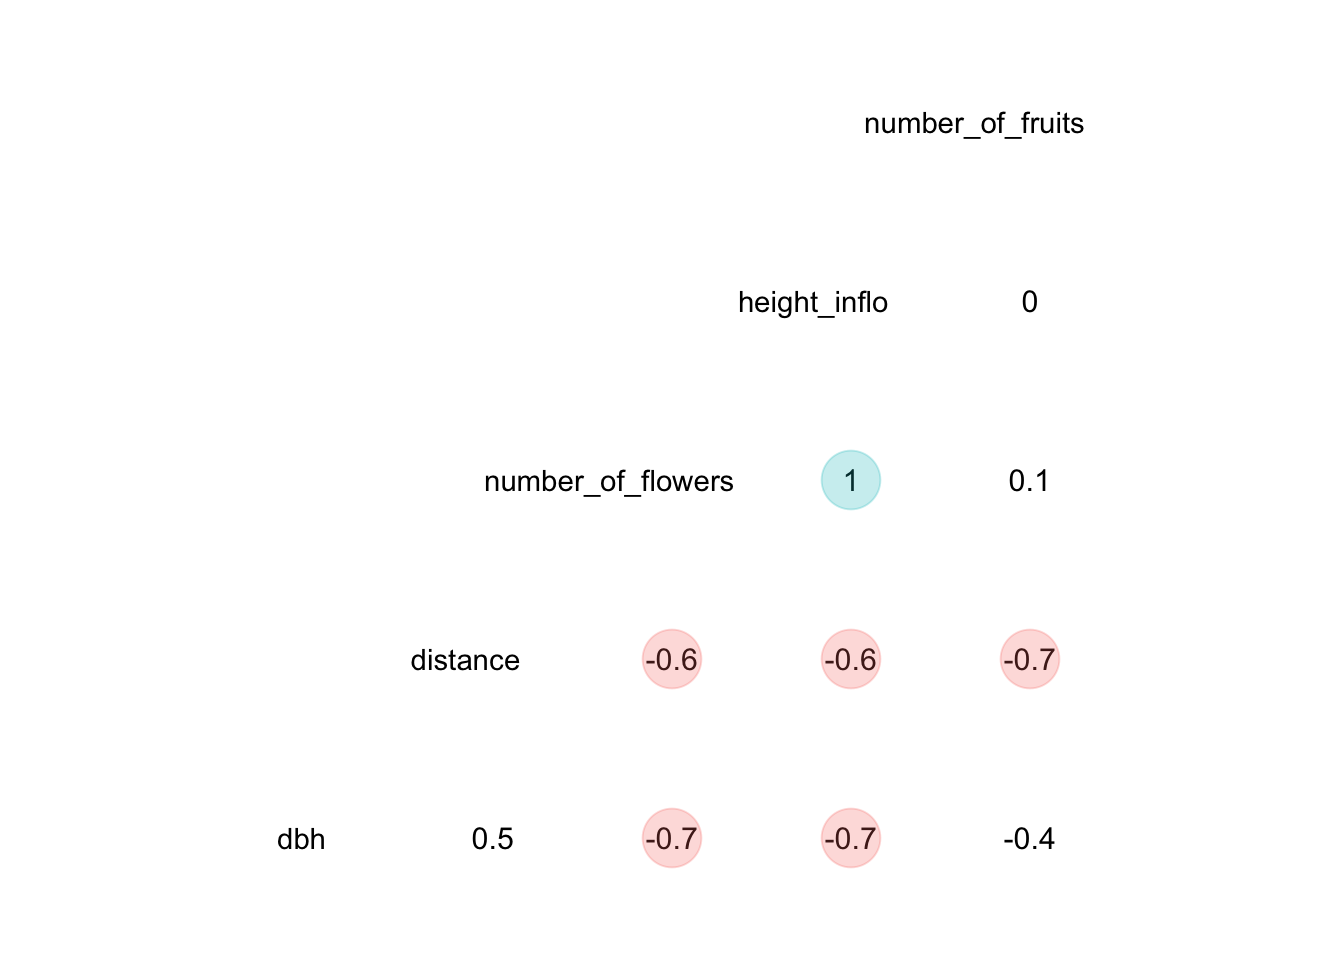 number_of_fruits
height_inflo 0
number_of_flowers 1 0.1
distance -0.6 -0.6 -0.7
dbh 0.5 -0.7 -0.7 -0.4